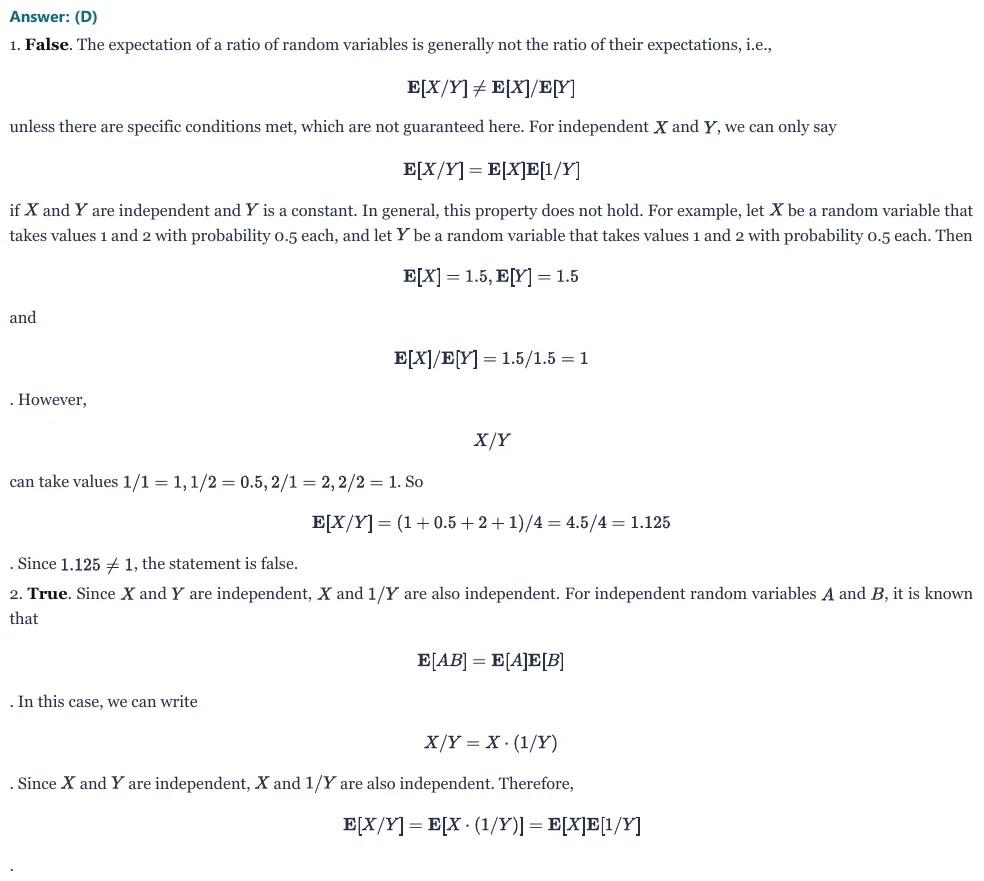 Answer: (D)
1. False. The expectation of a ratio of random variables is generally not the ratio of their expectations, i.e.,
E[X/Y] ≠ E[X]/E[Y]
unless there are specific conditions met, which are not guaranteed here. For independent X and Y, we can only say
E[X/Y] = E[X]E[1/Y]
if X and Y are independent and Y is a constant. In general, this property does not hold. For example, let X be a random variable that
takes values 1 and 2 with probability 0.5 each, and let Y be a random variable that takes values 1 and 2 with probability 0.5 each. Then
E[X] = 1.5, E[Y] = 1.5
and
E[X]/E[Y] = 1.5/1.5 = 1
. However,
X/Y
can take values 1/1 = 1, 1/2 = 0.5, 2/1 = 2, 2/2 = 1. So
E[X/Y] = (1 + 0.5 + 2 + 1)/4 = 4.5/4 = 1.125
. Since 1.125 ≠ 1, the statement is false.
2. True. Since X and Y are independent, X and 1/Y are also independent. For independent random variables A and B, it is known
that
E[AB] = E[A]E[B]
. In this case, we can write
X/Y = X · (1/Y)
. Since X and Y are independent, X and 1/Y are also independent. Therefore,
E[X/Y] = E[X · (1/Y)] = E[X]E[1/Y]
.